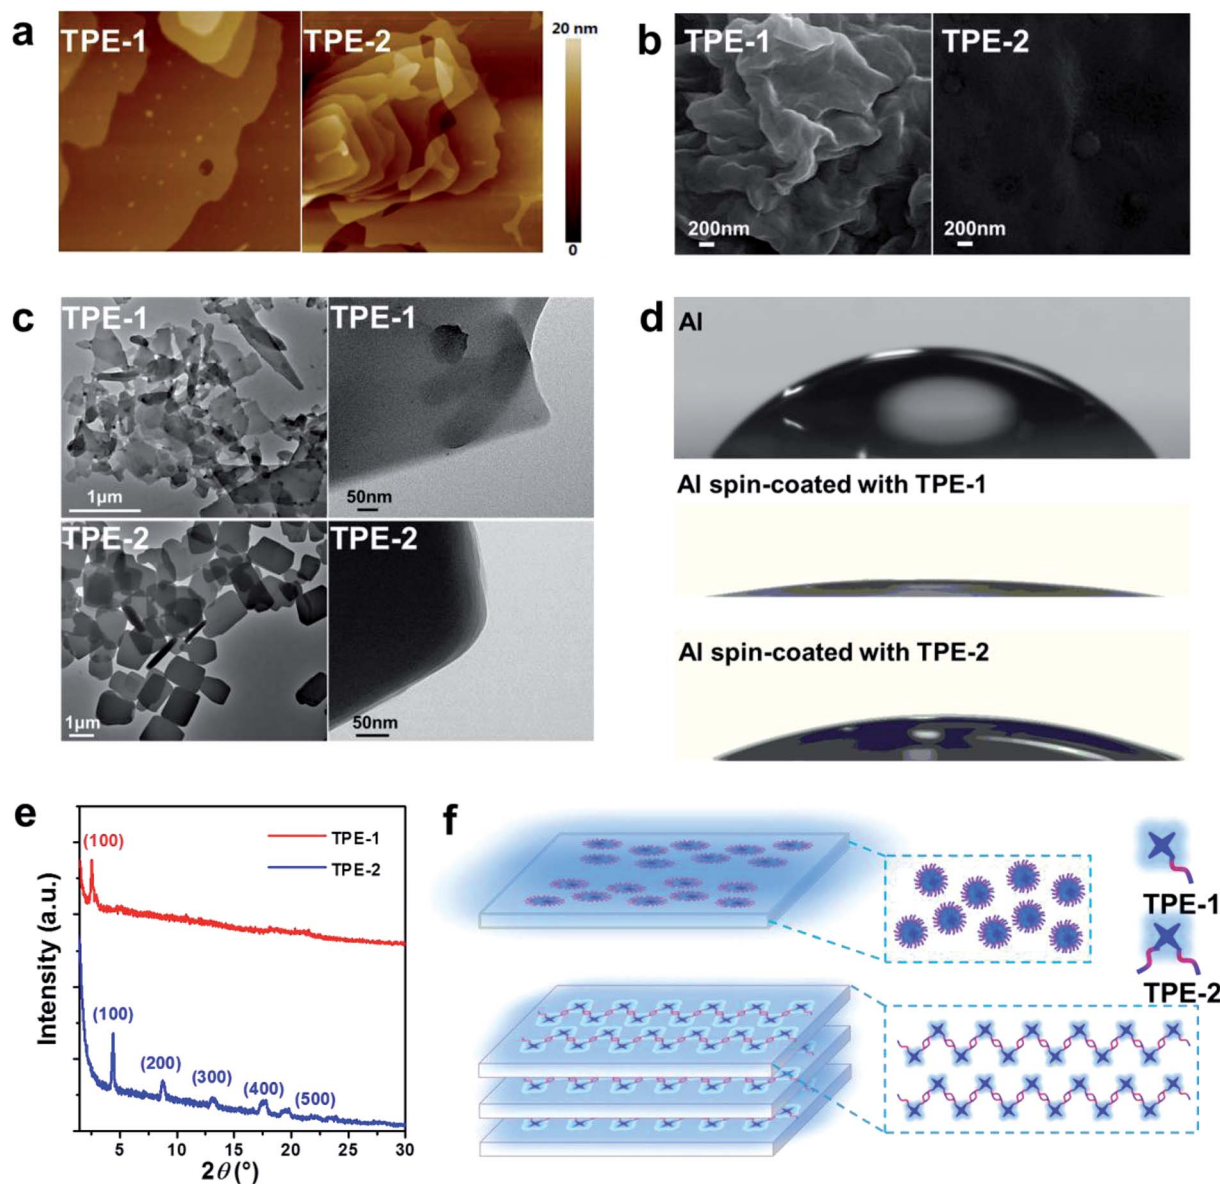 a
TPE-1
TPE-2
20 nm
0
b
TPE-1
TPE-2
200nm
200nm
c
TPE-1
TPE-1
1μm
50nm
TPE-2
TPE-2
1μm
50nm
d
Al
Al spin-coated with TPE-1
Al spin-coated with TPE-2
e
(100)
TPE-1
TPE-2
(100)
(200)
(300)
(400)
(500)
Intensity (a.u.)
5 10 15 20 25 30
2θ (°)
f
TPE-1
TPE-2